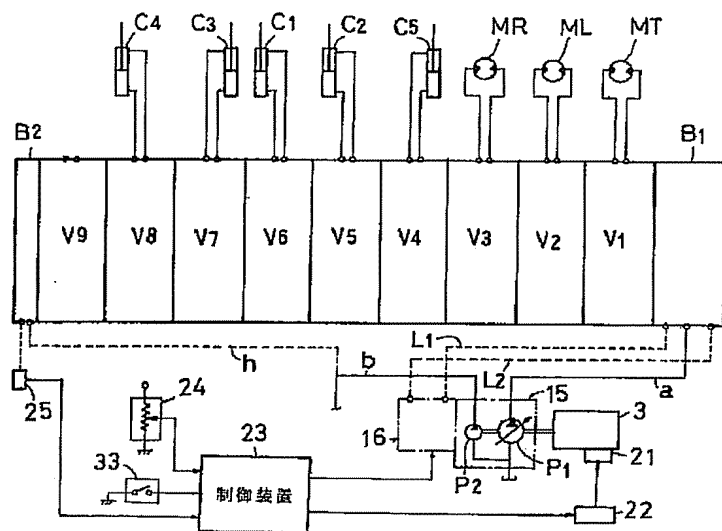 C4 C3 C1 C2 C5 MR ML MT
B2 B1
V9 V8 V7 V6 V5 V4 V3 V2 V1
L1
h b L2 a
25 24 15 3
16
23 P2 P1 21
33
制御装置 22